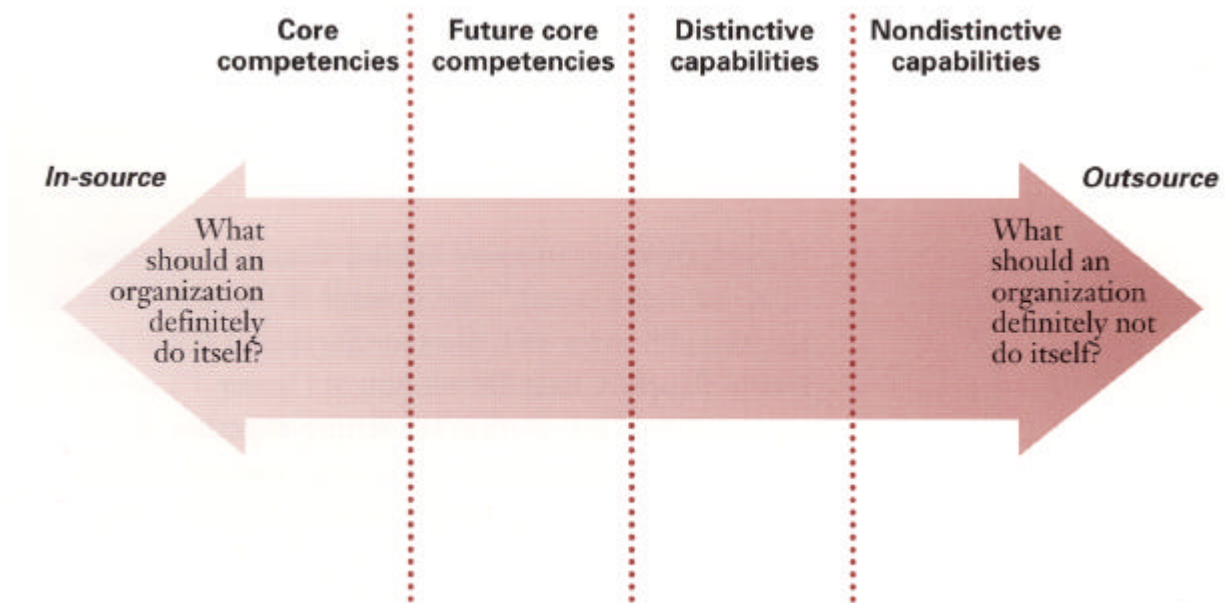 Core
competencies
Future core
competencies
Distinctive
capabilities
Nondistinctive
capabilities
In-source
Outsource
What
should an
organization
definitely
do itself?
What
should an
organization
definitely not
do itself?